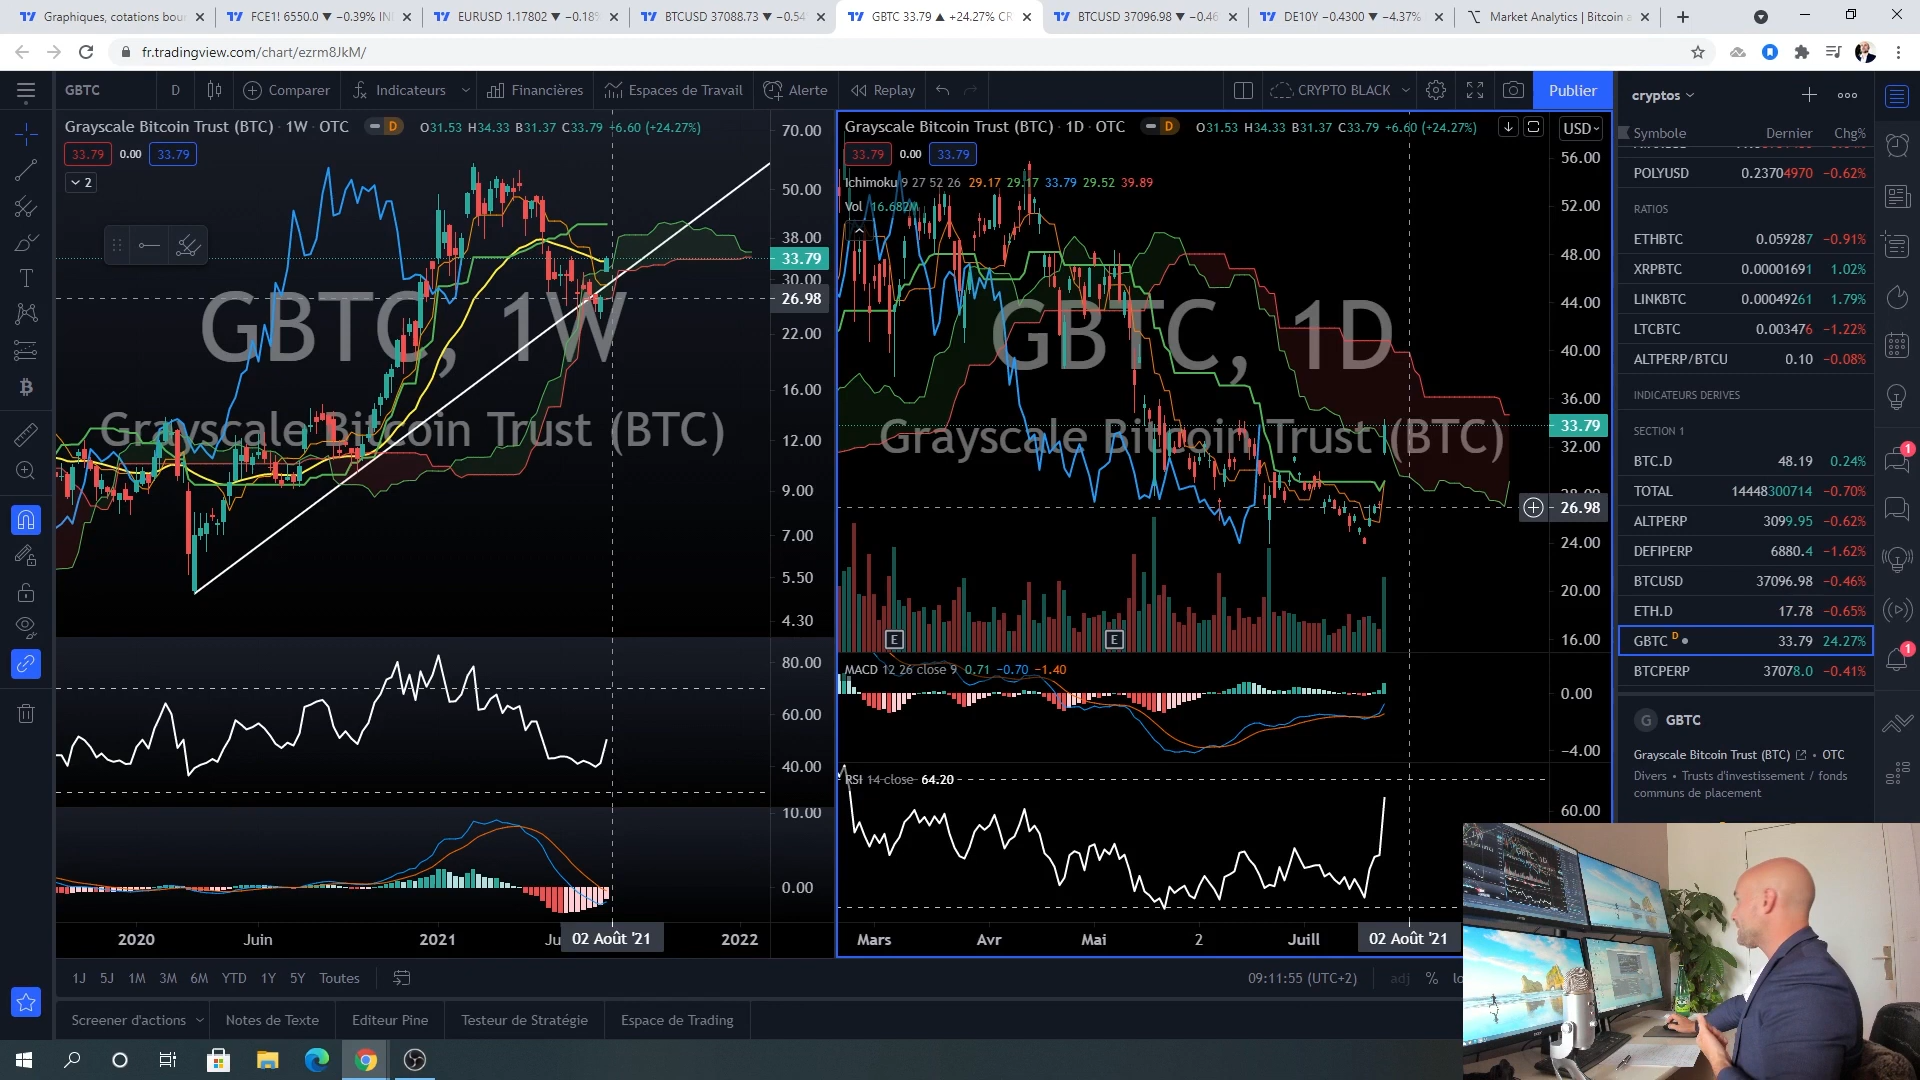 Graphiques, cotations bour
FCE1! 6550.0 ▼ −0.39% IN
EURUSD 1.17802 ▼ −0.18%
BTCUSD 37088.73 ▼ −0.54
GBTC 33.79 ▲ +24.27% CR
BTCUSD 37096.98 ▼ −0.46
DE10Y −0.4300 ▼ −4.37%
Market Analytics | Bitcoin a
fr.tradingview.com/chart/ezrm8JkM/
GBTC D Comparer Indicateurs Financières Espaces de Travail Alerte Replay CRYPTO BLACK Publier
Grayscale Bitcoin Trust (BTC) · 1W · OTC D O31.53 H34.33 B31.37 C33.79 +6.60 (+24.27%)
33.79 0.00 33.79
2
GBTC, 1W
Grayscale Bitcoin Trust (BTC)
70.00
50.00
38.00
33.79
30.00
26.98
22.00
16.00
12.00
9.00
7.00
5.50
4.30
80.00
60.00
40.00
10.00
0.00
2020 Juin 2021 Ju 02 Août '21 2022
Grayscale Bitcoin Trust (BTC) · 1D · OTC D O31.53 H34.33 B31.37 C33.79 +6.60 (+24.27%)
USD
33.79 0.00 33.79
Ichimoku 9 27 52 26 29.17 29.17 33.79 29.52 39.89
Vol 16.682M
GBTC, 1D
Grayscale Bitcoin Trust (BTC)
56.00
52.00
48.00
44.00
40.00
36.00
33.79
32.00
28.00
26.98
24.00
20.00
16.00
E E
MACD 12 26 close 9 0.71 −0.70 −1.40
0.00
−4.00
RSI 14 close 64.20
60.00
Mars Avr Mai 2 Juill 02 Août '21
1J 5J 1M 3M 6M YTD 1Y 5Y Toutes
09:11:55 (UTC+2) adj % lo
Screener d'actions Notes de Texte Editeur Pine Testeur de Stratégie Espace de Trading
cryptos
Symbole Dernier Chg%
POLYUSD 0.23704970 −0.62%
RATIOS
ETHBTC 0.059287 −0.91%
XRPBTC 0.00001691 1.02%
LINKBTC 0.00049261 1.79%
LTCBTC 0.003476 −1.22%
ALTPERP/BTCU 0.10 −0.08%
INDICATEURS DERIVES
SECTION 1
BTC.D 48.19 0.24%
TOTAL 14448300714 −0.70%
ALTPERP 3099.95 −0.62%
DEFIPERP 6880.4 −1.62%
BTCUSD 37096.98 −0.46%
ETH.D 17.78 −0.65%
GBTC D 33.79 24.27%
BTCPERP 37078.0 −0.41%
G GBTC
Grayscale Bitcoin Trust (BTC) • OTC
Divers • Trusts d'investissement / fonds
communs de placement
1
1